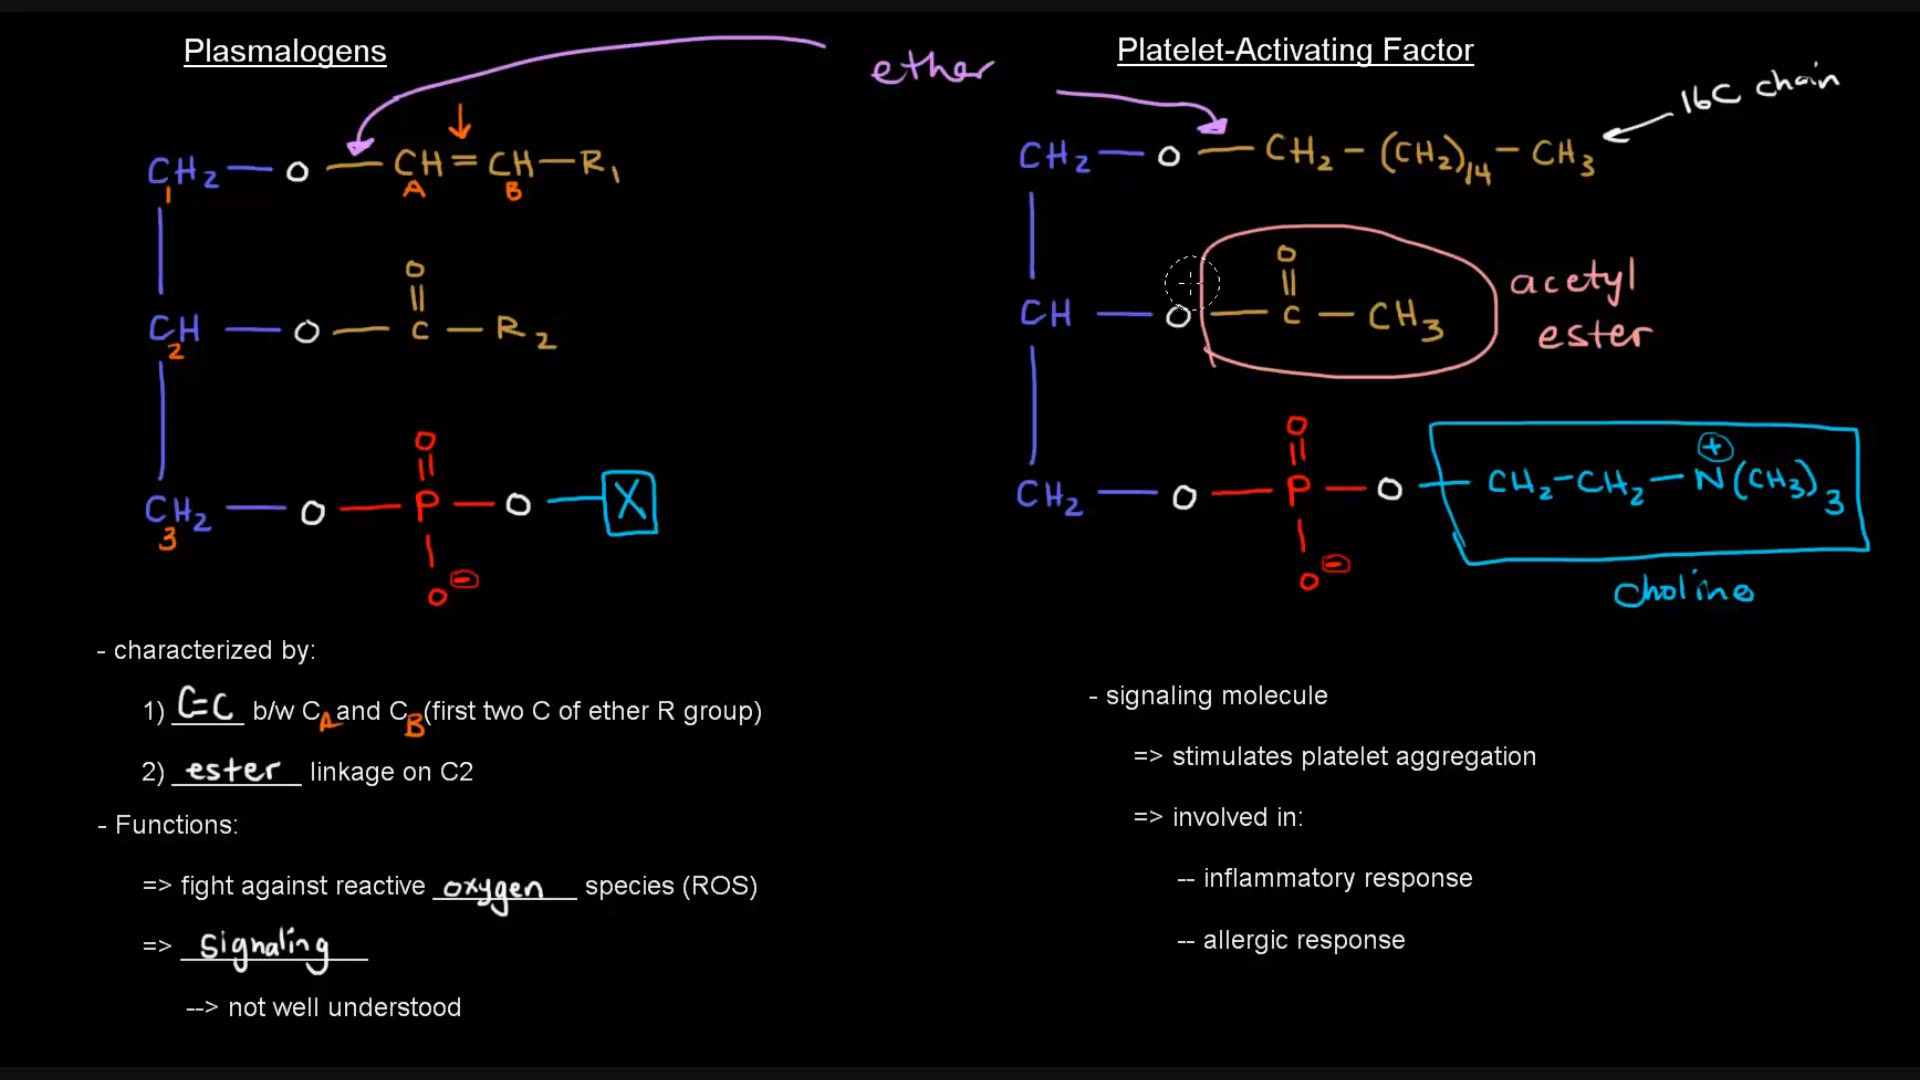 Plasmalogens
ether
Platelet-Activating Factor
16C chain
CH₂ — O — CH = CH — R₁
1 A B
O
CH — O — C — R₂
2
O
CH₂ — O — P — O — X
3
O⊖
CH₂ — O — CH₂ – (CH₂)₁₄ – CH₃
O
CH — O — C — CH₃
acetyl
ester
O
CH₂ — O — P — O — CH₂–CH₂–N⊕(CH₃)₃
O⊖
choline
- characterized by:
1) C=C b/w C_A and C_B (first two C of ether R group)
2) ester linkage on C2
- Functions:
=> fight against reactive oxygen species (ROS)
=> signaling
--> not well understood
- signaling molecule
=> stimulates platelet aggregation
=> involved in:
-- inflammatory response
-- allergic response